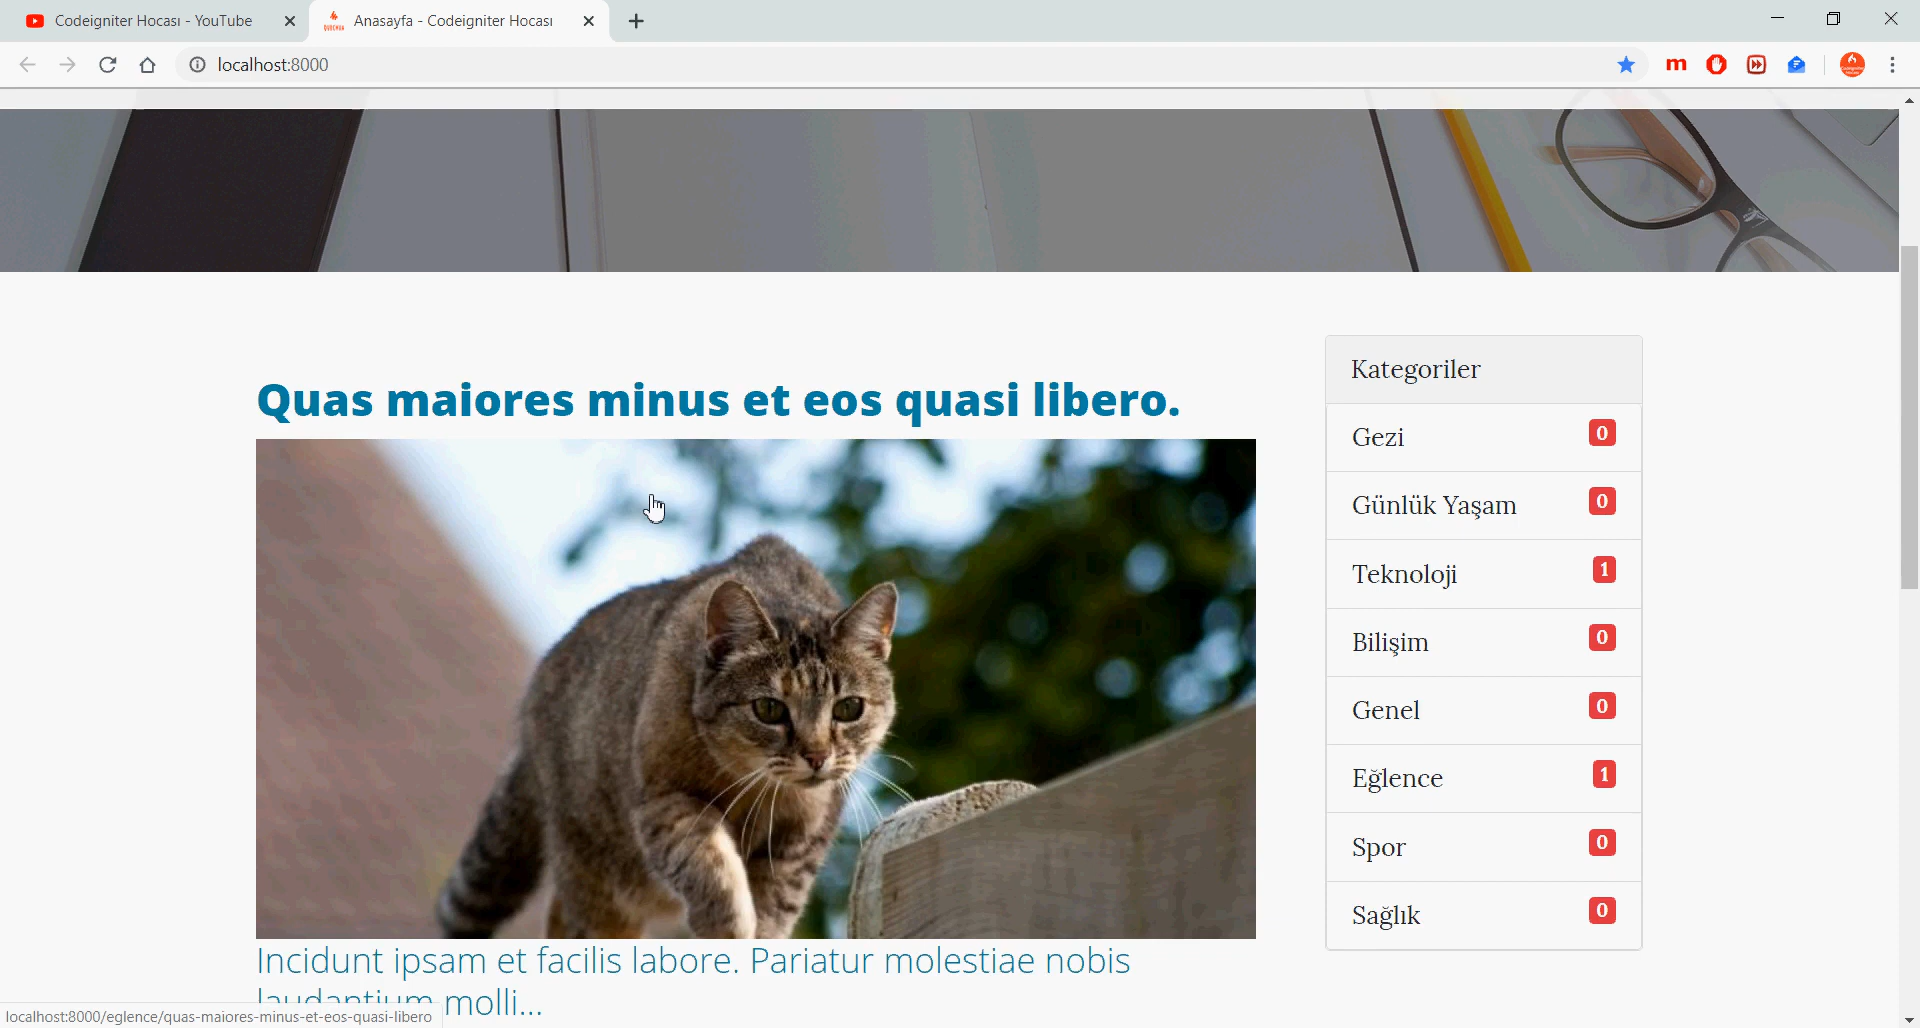 Codeigniter Hocası - YouTube
Anasayfa - Codeigniter Hocası
localhost:8000
Quas maiores minus et eos quasi libero.
Incidunt ipsam et facilis labore. Pariatur molestiae nobis
laudantium molli...
Kategoriler
Gezi 0
Günlük Yaşam 0
Teknoloji 1
Bilişim 0
Genel 0
Eğlence 1
Spor 0
Sağlık 0
localhost:8000/eglence/quas-maiores-minus-et-eos-quasi-libero